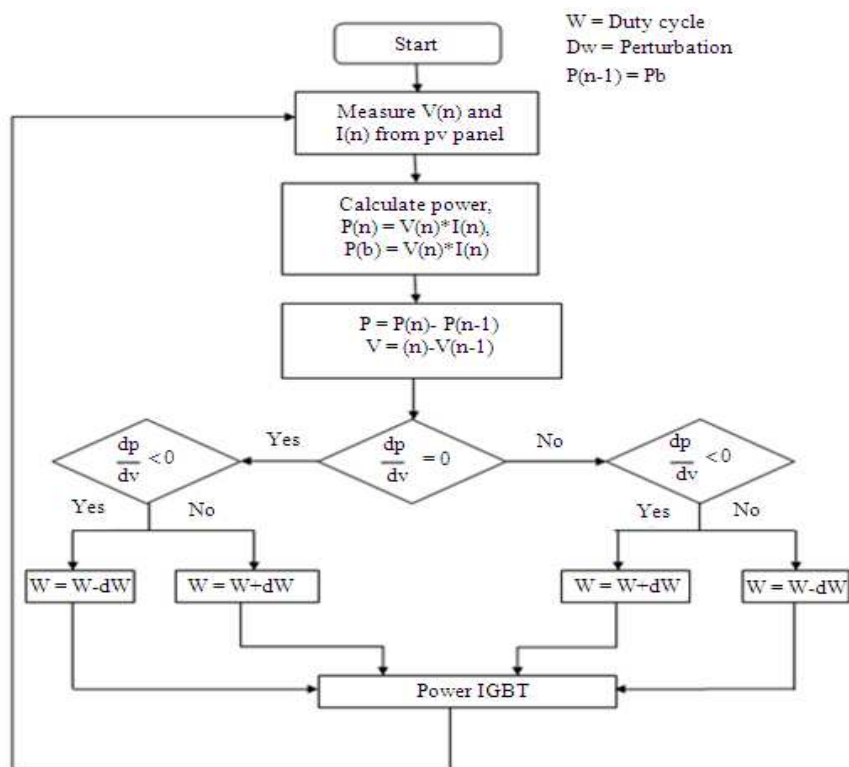 W = Duty cycle
Dw = Perturbation
P(n-1) = Pb
Start
Measure V(n) and
I(n) from pv panel
Calculate power,
P(n) = V(n)*I(n),
P(b) = V(n)*I(n)
P = P(n)- P(n-1)
V = (n)-V(n-1)
dp
dv
< 0
Yes
dp
dv
= 0
No
dp
dv
< 0
Yes
No
Yes
No
W = W-dW
W = W+dW
W = W+dW
W = W-dW
Power IGBT